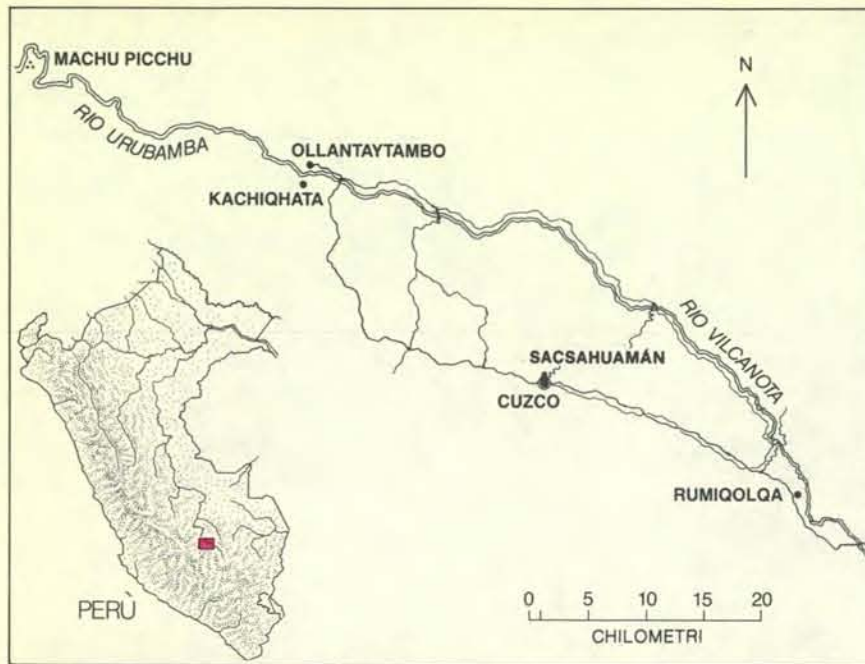 MACHU PICCHU
RIO URUBAMBA
N
OLLANTAYTAMBO
KACHIQHATA
RIO VILCANOTA
SACSAHUAMÁN
CUZCO
RUMIQOLQA
PERÙ
0 5 10 15 20
CHILOMETRI